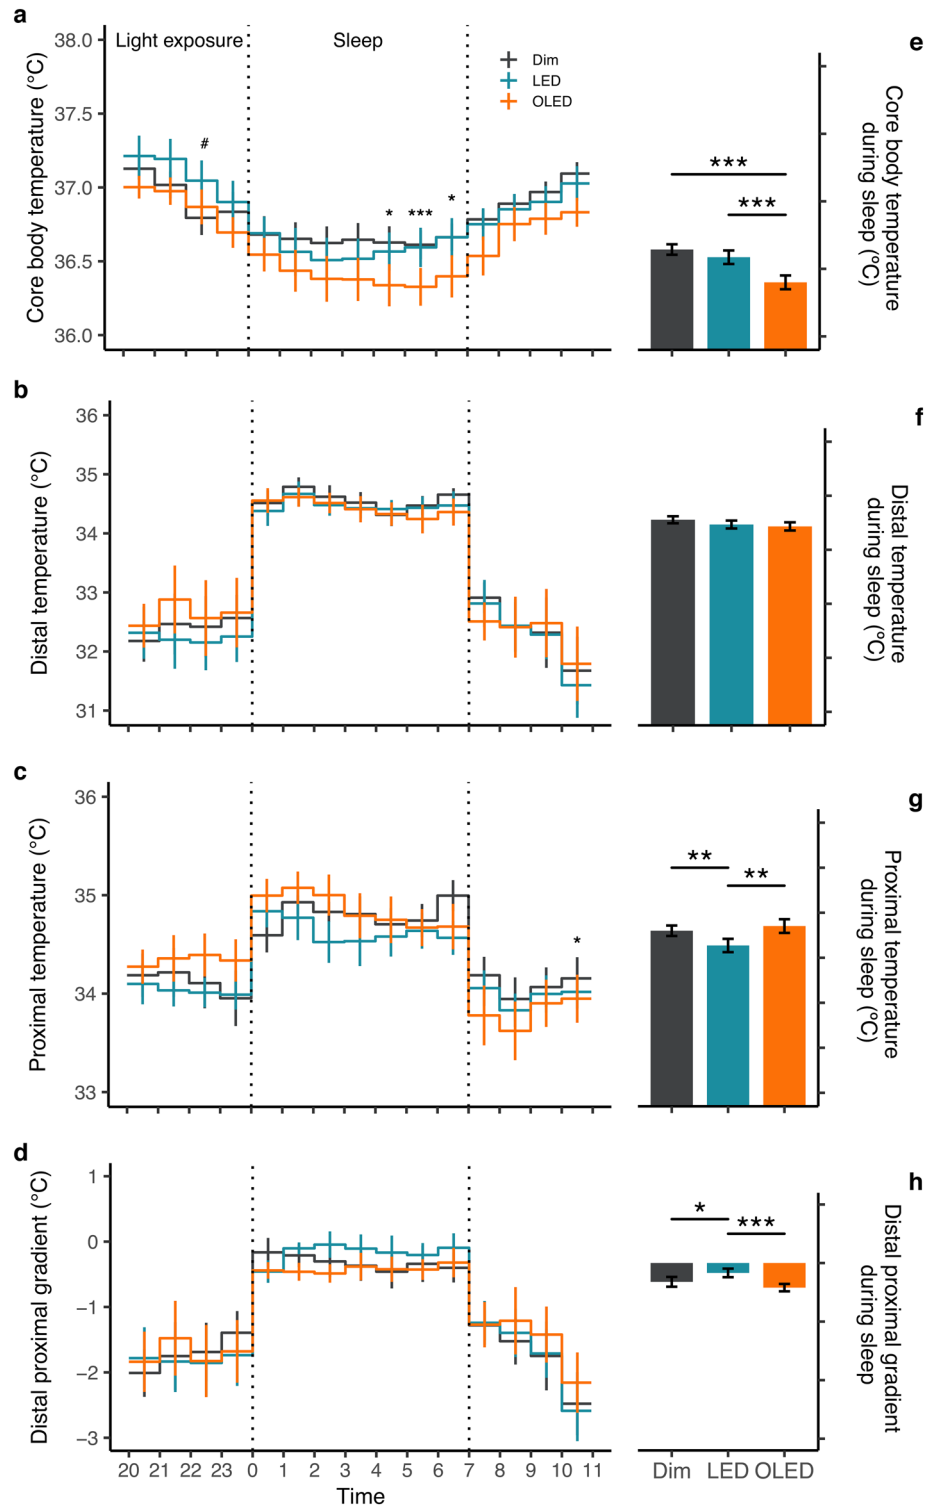 a
Light exposure
Sleep
Dim
LED
OLED
#
*
***
*
38.0
37.5
37.0
36.5
36.0
Core body temperature (°C)
e
***
***
Core body temperature
during sleep (°C)
b
36
35
34
33
32
31
Distal temperature (°C)
f
Distal temperature
during sleep (°C)
c
36
35
34
33
Proximal temperature (°C)
*
g
**
**
Proximal temperature
during sleep (°C)
d
1
0
−1
−2
−3
Distal proximal gradient (°C)
h
*
***
Distal proximal gradient
during sleep
20 21 22 23 0 1 2 3 4 5 6 7 8 9 10 11
Time
Dim LED OLED